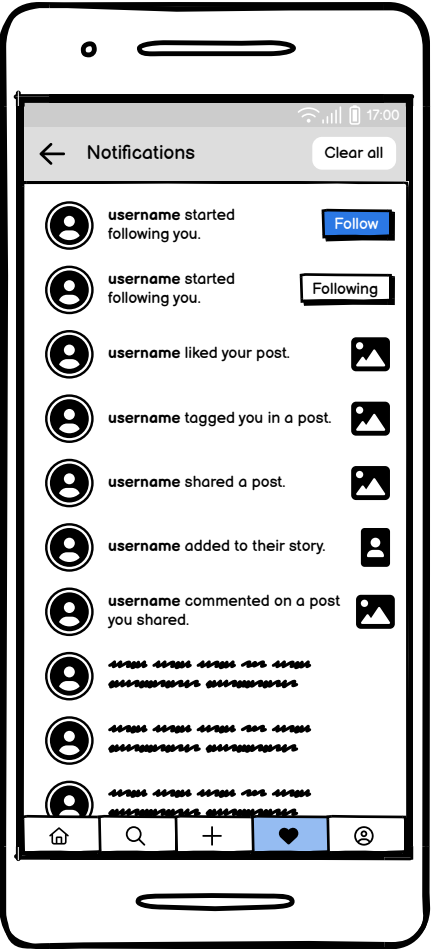 17:00
Notifications
Clear all
username started
following you.
Follow
username started
following you.
Following
username liked your post.
username tagged you in a post.
username shared a post.
username added to their story.
username commented on a post
you shared.